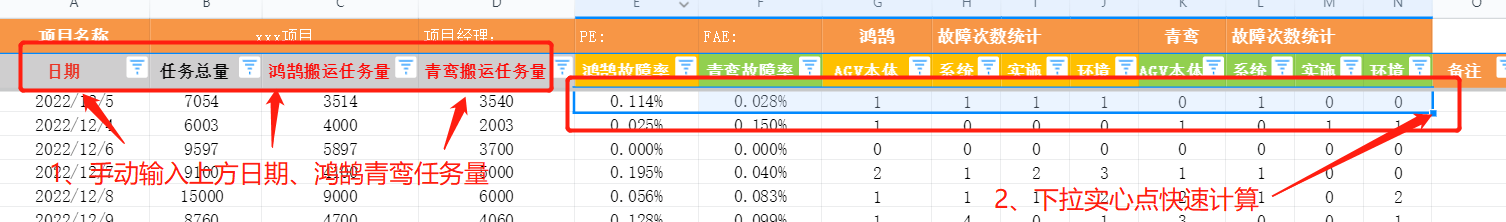 A B C D E F G H I J K L M N O
项目名称 xxx项目 项目经理: PE: FAE: 鸿鹄 故障次数统计 青鸾 故障次数统计
日期 任务总量 鸿鹄搬运任务量 青鸾搬运任务量 鸿鹄故障率 青鸾故障率 AGV本体 系统 实施 环境 AGV本体 系统 实施 环境 备注
2022/12/5 7054 3514 3540 0.114% 0.028% 1 1 1 1 0 1 0 0
2022/12/4 6003 4000 2003 0.025% 0.150% 1 0 0 0 1 0 1 1
2022/12/6 9597 5897 3700 0.000% 0.000% 0 0 0 0 0 0 0 0
2022/12/7 9100 5000 0.195% 0.040% 2 1 2 3 1 1 0 0
1、手动输入上方日期、鸿鹄青鸾任务量
2、下拉实心点快速计算
2022/12/8 15000 9000 6000 0.056% 0.083% 1 0 2
2022/12/9 8760 4700 4060 0.128% 0.099% 1 4 0 1 3 0 1 0